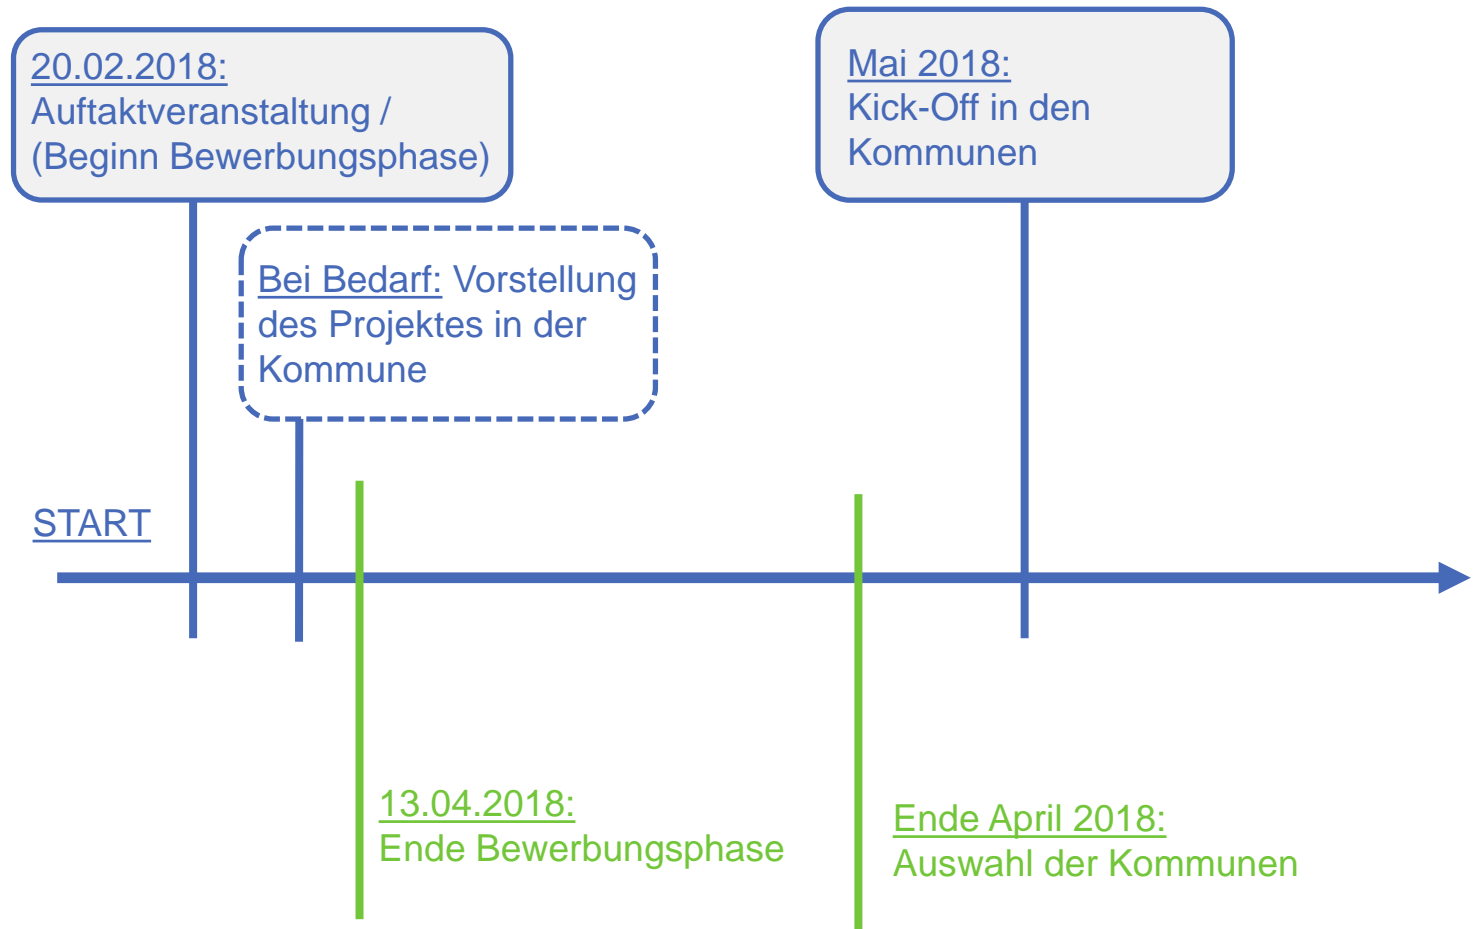 20.02.2018:
Auftaktveranstaltung /
(Beginn Bewerbungsphase)
Mai 2018:
Kick-Off in den
Kommunen
Bei Bedarf: Vorstellung
des Projektes in der
Kommune
START
13.04.2018:
Ende Bewerbungsphase
Ende April 2018:
Auswahl der Kommunen